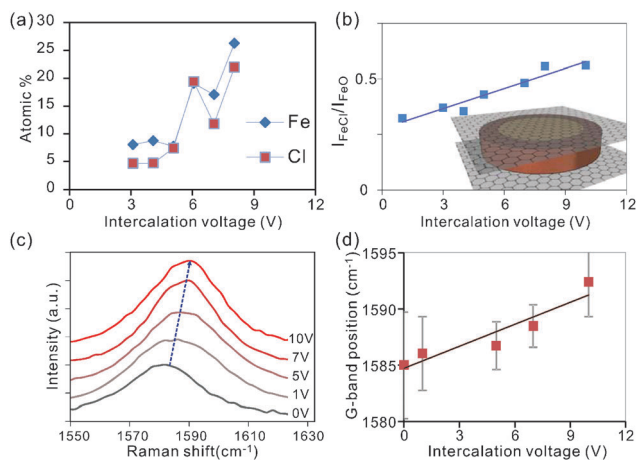 (a)
30
25
20
15
10
5
0
Atomic %
Fe
Cl
0 3 6 9 12
Intercalation voltage (V)
(b)
1
0.5
0
I_FeCl/I_FeO
0 3 6 9 12
Intercalation voltage (V)
(c)
Intensity (a.u.)
10V
7V
5V
1V
0V
1550 1570 1590 1610 1630
Raman shift(cm⁻¹)
(d)
1595
1590
1585
1580
G-band position (cm⁻¹)
0 3 6 9 12
Intercalation voltage (V)